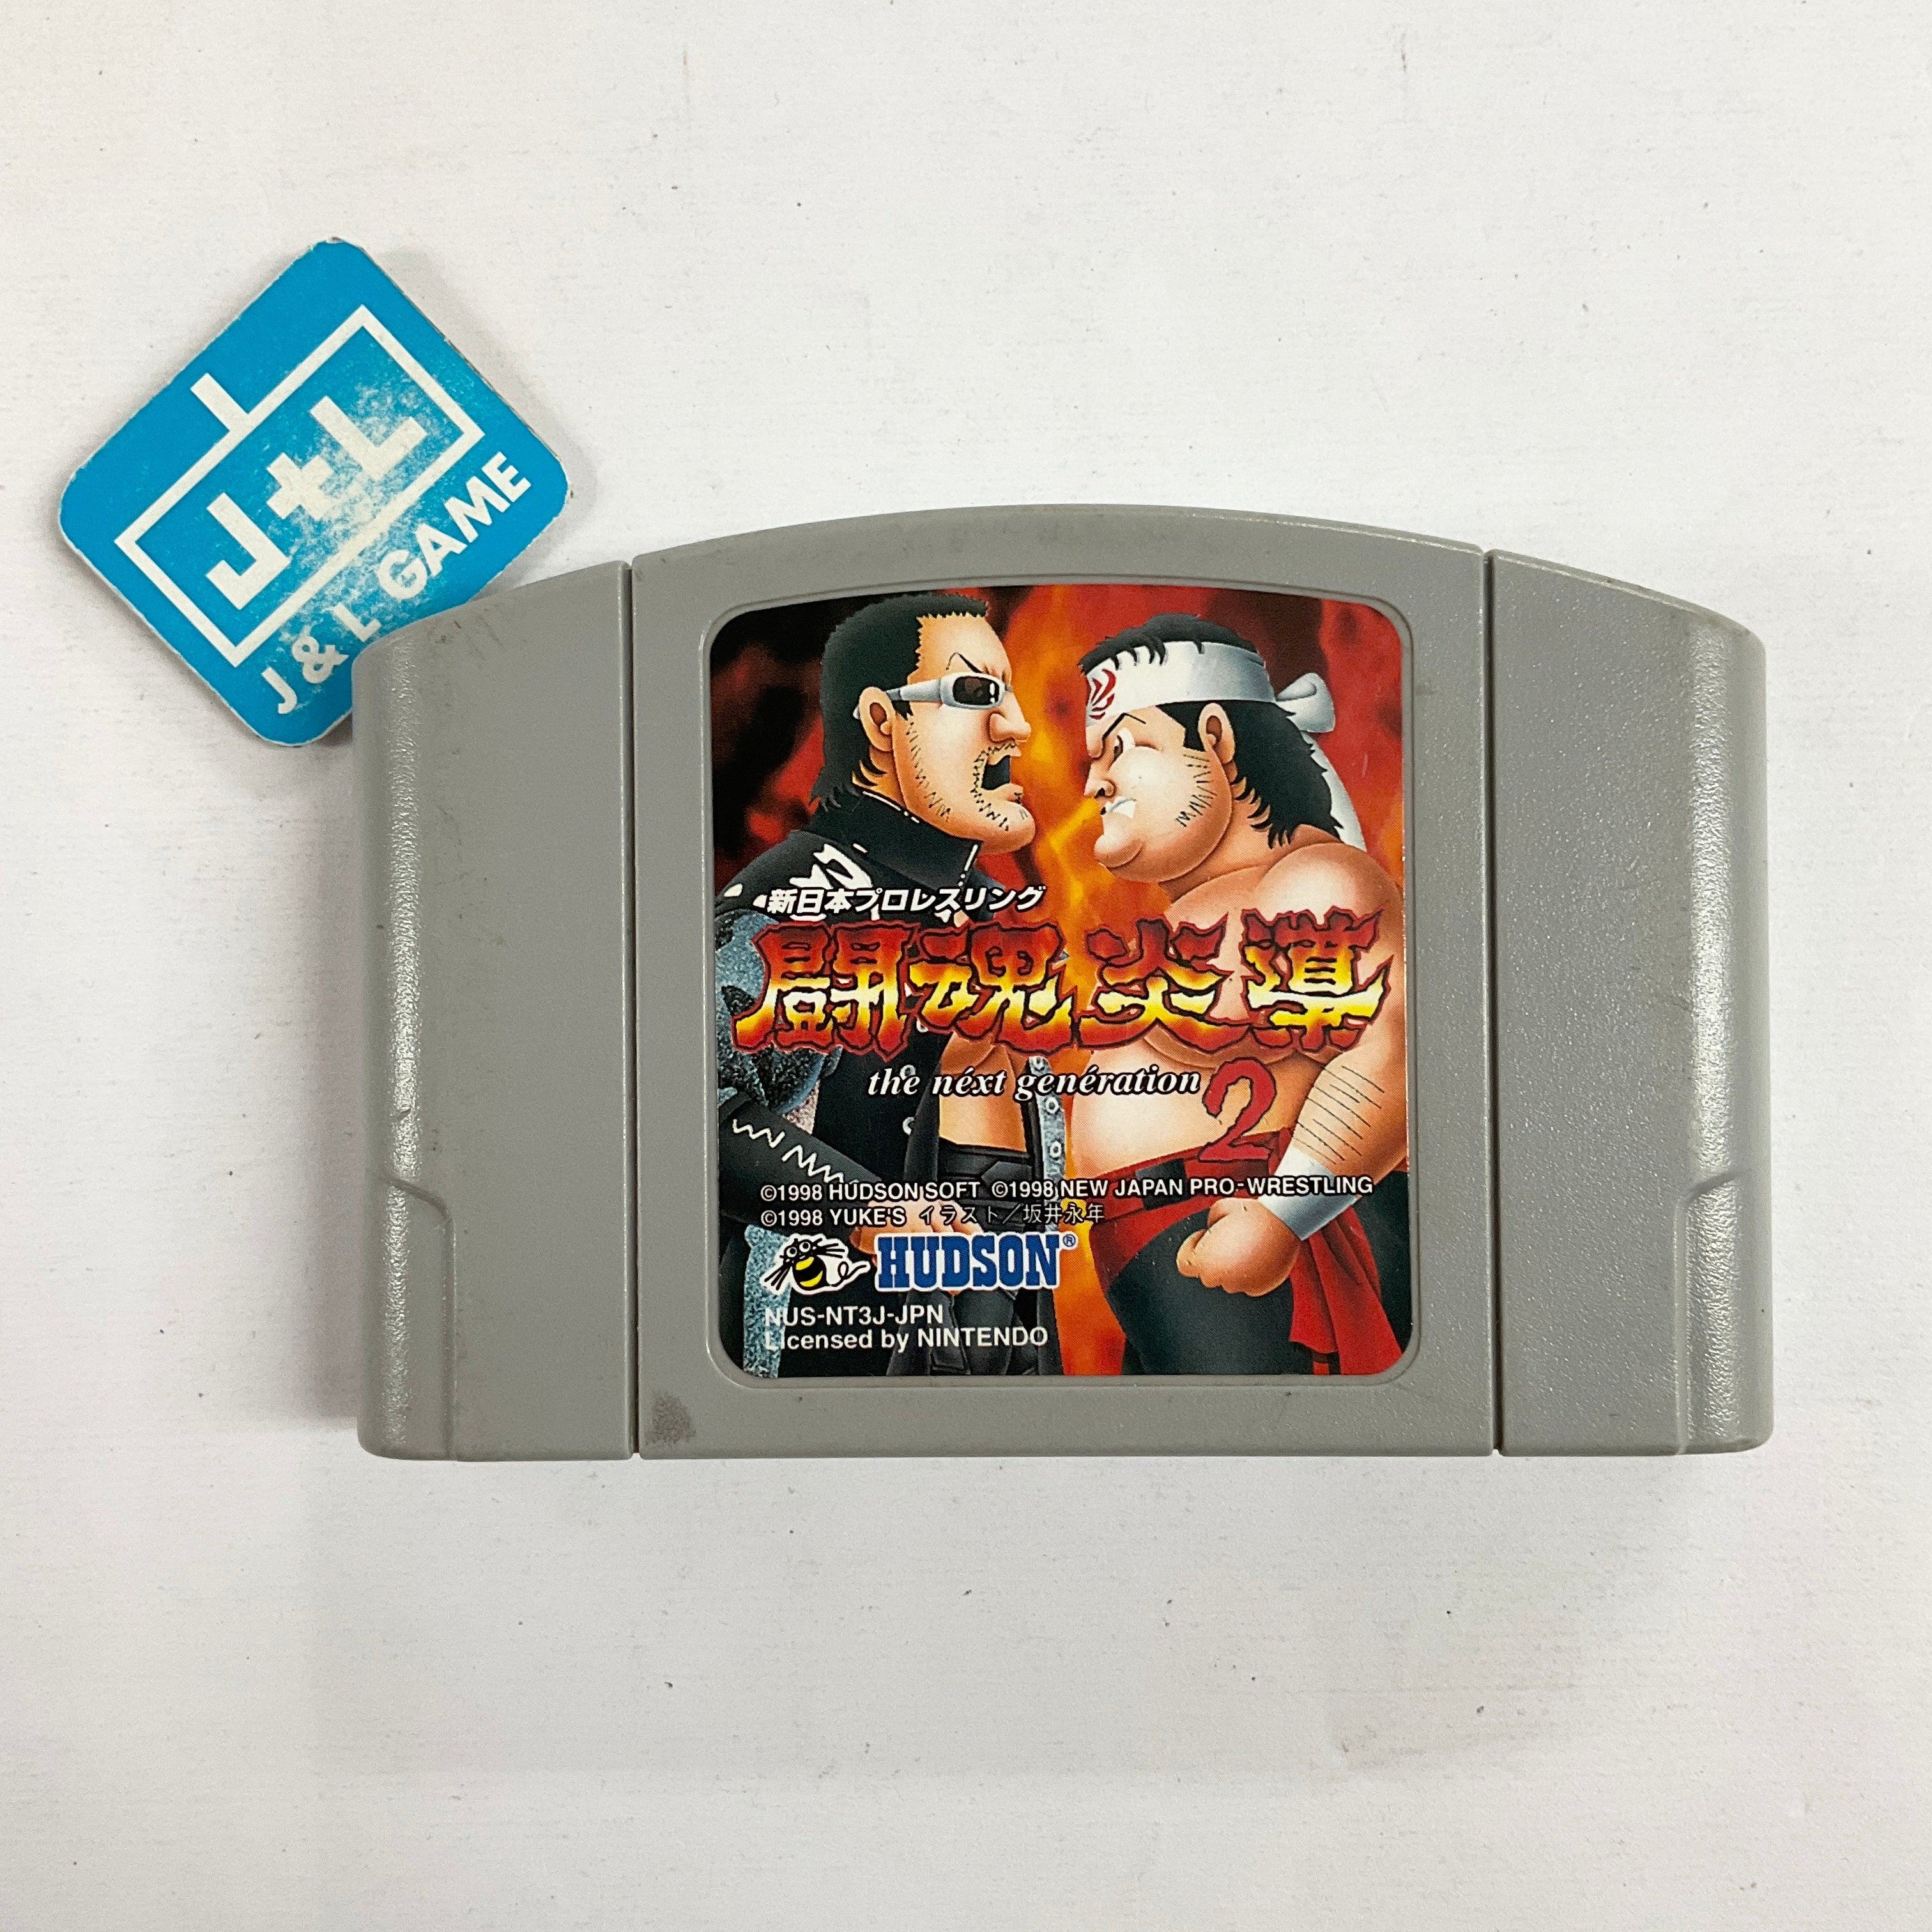 J+L
J & L GAME
新日本プロレスリング
闘魂炎導
the néxt genération 2
©1998 HUDSON SOFT ©1998 NEW JAPAN PRO-WRESTLING
©1998 YUKE'S イラスト/坂井永年
HUDSON®
NUS-NT3J-JPN
Licensed by NINTENDO